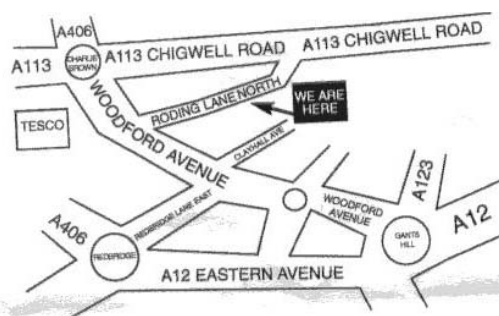 A406
A113
CHARLIE
BROWN
A113 CHIGWELL ROAD
A113 CHIGWELL ROAD
RODING LANE NORTH
WE ARE
HERE
TESCO
WOODFORD AVENUE
CLAYHALL AVE
REDBRIDGE LANE EAST
WOODFORD
AVENUE
A123
A12
A406
REDBRIDGE
GANTS
HILL
A12 EASTERN AVENUE